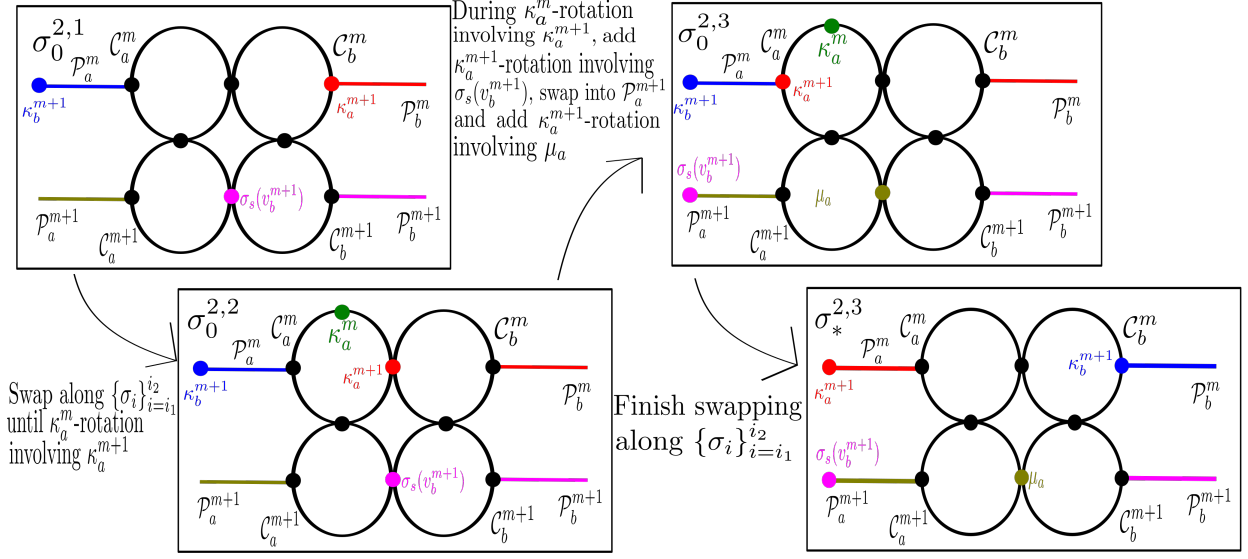 σ_0^{2,1}
C_a^m
C_b^m
P_a^m
κ_b^{m+1}
κ_a^{m+1}
P_b^m
σ_s(v_b^{m+1})
P_a^{m+1}
C_a^{m+1}
C_b^{m+1}
P_b^{m+1}
During κ_a^m-rotation
involving κ_a^{m+1}, add
κ_a^{m+1}-rotation involving
σ_s(v_b^{m+1}), swap into P_a^{m+1}
and add κ_a^{m+1}-rotation
involving μ_a
σ_0^{2,3}
C_a^m
κ_a^m
C_b^m
P_a^m
κ_b^{m+1}
κ_a^{m+1}
P_b^m
σ_s(v_b^{m+1})
μ_a
P_a^{m+1}
C_a^{m+1}
C_b^{m+1}
P_b^{m+1}
Swap along {σ_i}_{i=i_1}^{i_2}
until κ_a^m-rotation
involving κ_a^{m+1}
σ_0^{2,2}
C_a^m
κ_a^m
C_b^m
P_a^m
κ_b^{m+1}
κ_a^{m+1}
P_b^m
σ_s(v_b^{m+1})
P_a^{m+1}
C_a^{m+1}
C_b^{m+1}
P_b^{m+1}
Finish swapping
along {σ_i}_{i=i_1}^{i_2}
σ_*^{2,3}
C_a^m
C_b^m
P_a^m
κ_a^{m+1}
κ_b^{m+1}
P_b^m
σ_s(v_b^{m+1})
μ_a
P_a^{m+1}
C_a^{m+1}
C_b^{m+1}
P_b^{m+1}